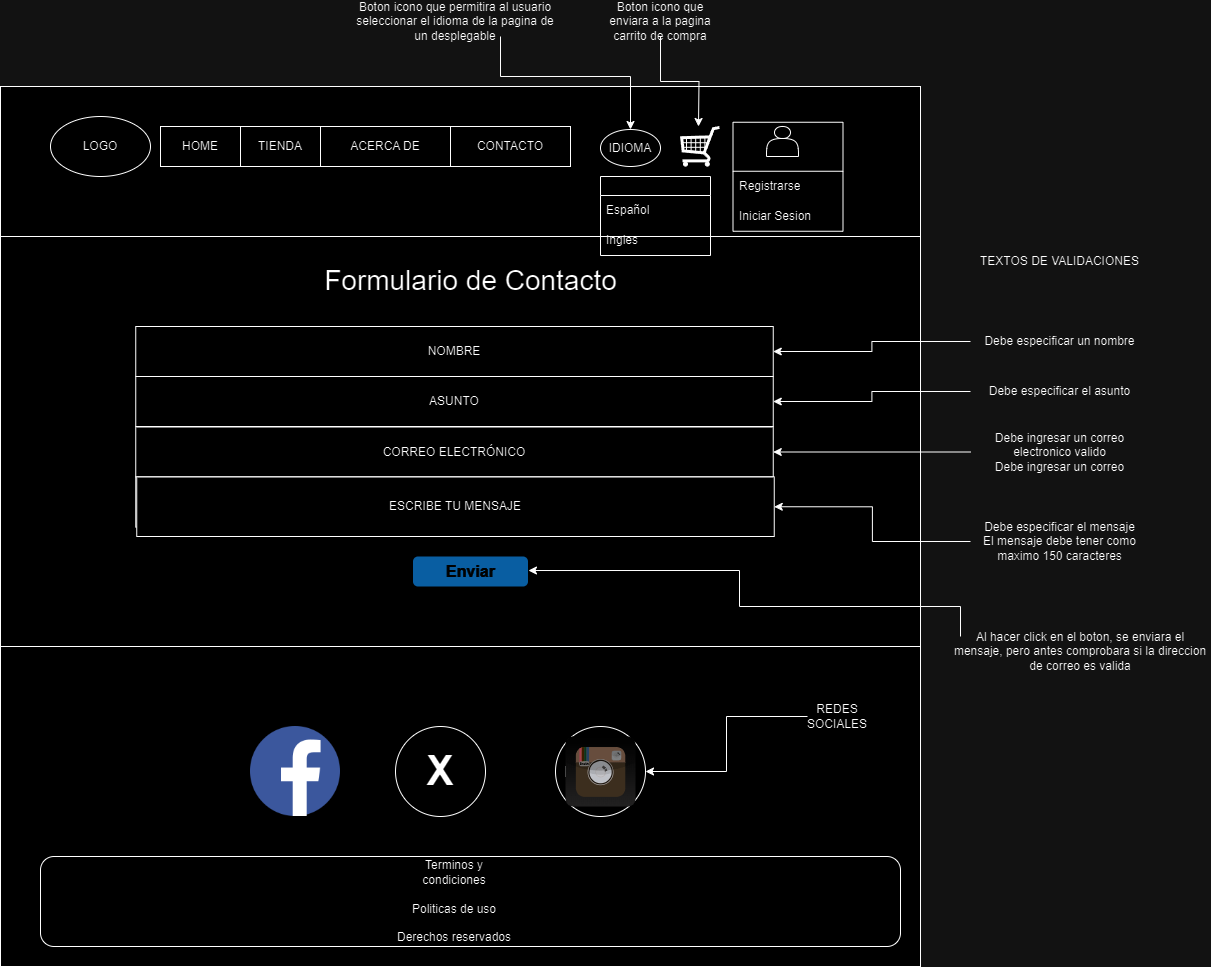 Boton icono que permitira al usuario
seleccionar el idioma de la pagina de
un desplegable
Boton icono que
enviara a la pagina
carrito de compra
LOGO
HOME
TIENDA
ACERCA DE
CONTACTO
IDIOMA
Español
Ingles
Registrarse
Iniciar Sesion
Formulario de Contacto
TEXTOS DE VALIDACIONES
NOMBRE
Debe especificar un nombre
ASUNTO
Debe especificar el asunto
CORREO ELECTRÓNICO
Debe ingresar un correo
electronico valido
Debe ingresar un correo
ESCRIBE TU MENSAJE
Debe especificar el mensaje
El mensaje debe tener como
maximo 150 caracteres
Enviar
Al hacer click en el boton, se enviara el
mensaje, pero antes comprobara si la direccion
de correo es valida
REDES
SOCIALES
f
X
Terminos y
condiciones
Politicas de uso
Derechos reservados